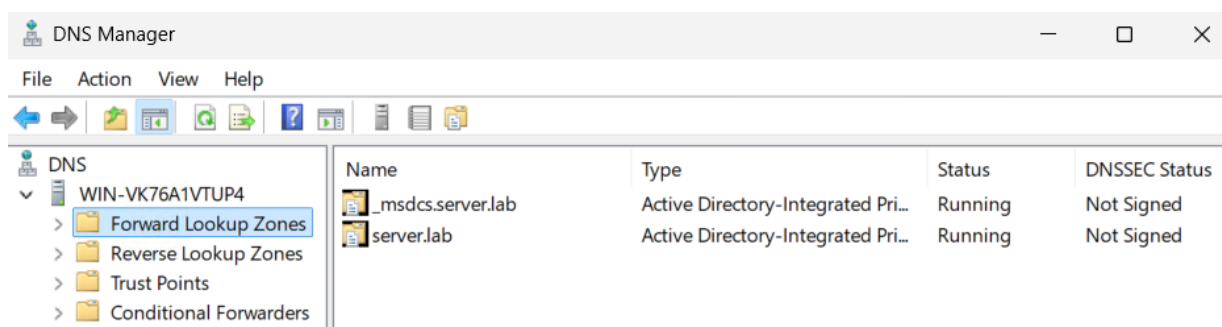 DNS Manager
File Action View Help
DNS
WIN-VK76A1VTUP4
Forward Lookup Zones
Reverse Lookup Zones
Trust Points
Conditional Forwarders
Name Type Status DNSSEC Status
_msdcs.server.lab Active Directory-Integrated Pri... Running Not Signed
server.lab Active Directory-Integrated Pri... Running Not Signed